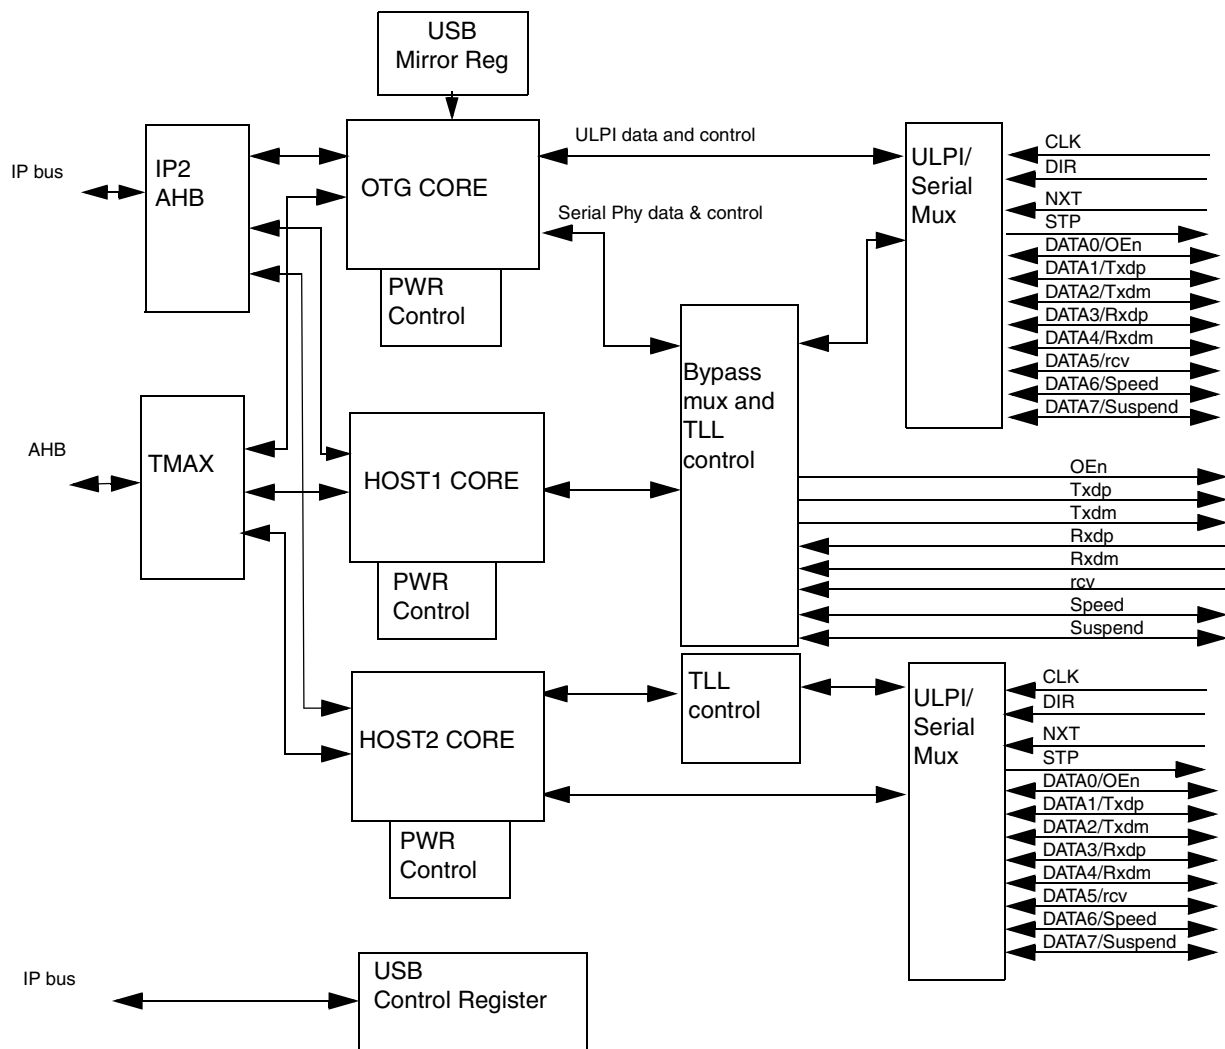 USB
Mirror Reg
IP bus
IP2
AHB
OTG CORE
ULPI data and control
Serial Phy data & control
PWR
Control
ULPI/
Serial
Mux
CLK
DIR
NXT
STP
DATA0/OEn
DATA1/Txdp
DATA2/Txdm
DATA3/Rxdp
DATA4/Rxdm
DATA5/rcv
DATA6/Speed
DATA7/Suspend
AHB
TMAX
HOST1 CORE
PWR
Control
Bypass
mux and
TLL
control
OEn
Txdp
Txdm
Rxdp
Rxdm
rcv
Speed
Suspend
HOST2 CORE
PWR
Control
TLL
control
ULPI/
Serial
Mux
CLK
DIR
NXT
STP
DATA0/OEn
DATA1/Txdp
DATA2/Txdm
DATA3/Rxdp
DATA4/Rxdm
DATA5/rcv
DATA6/Speed
DATA7/Suspend
IP bus
USB
Control Register